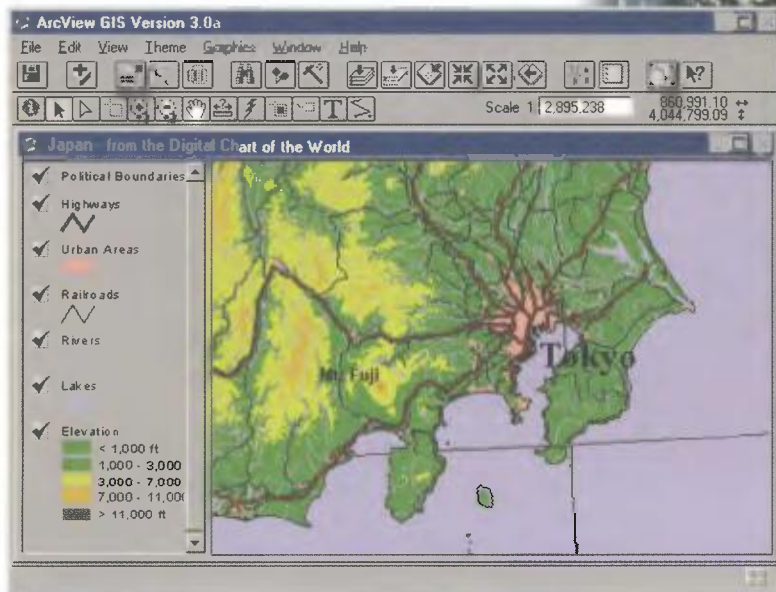 ArcView GIS Version 3.0a
File Edit View Theme Graphics Window Help
Scale 1: 2,895,238
860,991.10
4,044,799.09
Japan from the Digital Chart of the World
Political Boundaries
Highways
Urban Areas
Railroads
Rivers
Lakes
Elevation
< 1,000 ft
1,000 - 3,000
3,000 - 7,000
7,000 - 11,000
> 11,000 ft
Tokyo
Mt. Fuji